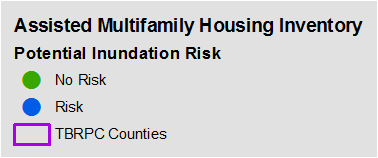 Assisted Multifamily Housing Inventory
Potential Inundation Risk
No Risk
Risk
TBRPC Counties